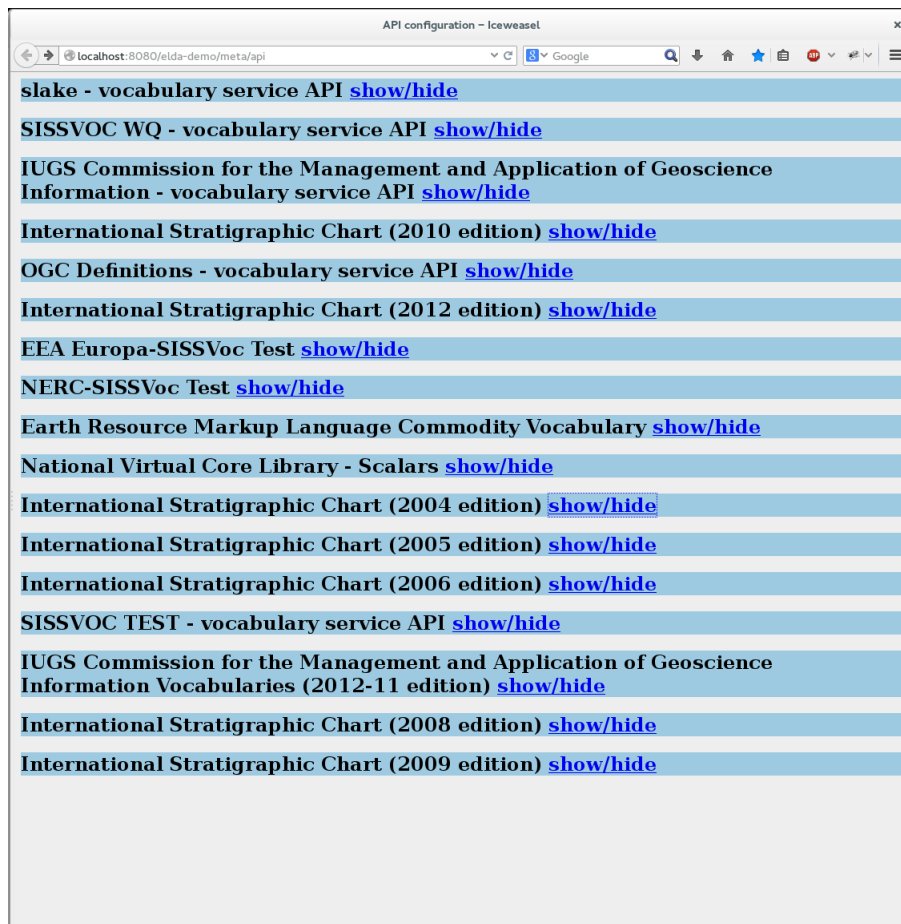 API configuration – Iceweasel
localhost:8080/elda-demo/meta/api
Google
slake - vocabulary service API show/hide
SISSVOC WQ - vocabulary service API show/hide
IUGS Commission for the Management and Application of Geoscience
Information - vocabulary service API show/hide
International Stratigraphic Chart (2010 edition) show/hide
OGC Definitions - vocabulary service API show/hide
International Stratigraphic Chart (2012 edition) show/hide
EEA Europa-SISSVoc Test show/hide
NERC-SISSVoc Test show/hide
Earth Resource Markup Language Commodity Vocabulary show/hide
National Virtual Core Library - Scalars show/hide
International Stratigraphic Chart (2004 edition) show/hide
International Stratigraphic Chart (2005 edition) show/hide
International Stratigraphic Chart (2006 edition) show/hide
SISSVOC TEST - vocabulary service API show/hide
IUGS Commission for the Management and Application of Geoscience
Information Vocabularies (2012-11 edition) show/hide
International Stratigraphic Chart (2008 edition) show/hide
International Stratigraphic Chart (2009 edition) show/hide